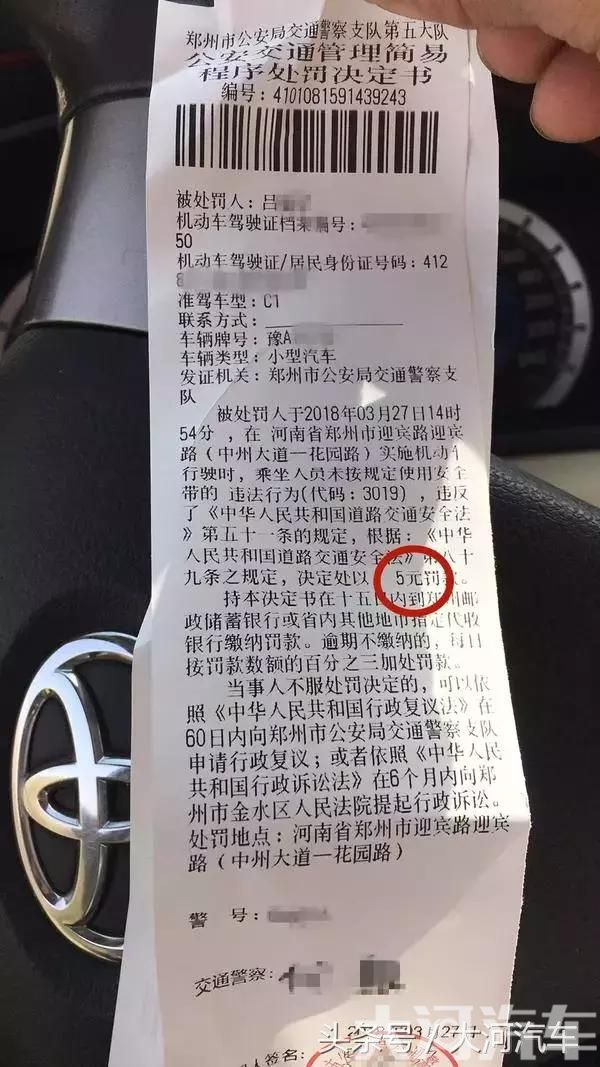 郑州市公安局交通警察支队第五大队
公安交通管理简易
程序处罚决定书
编号:4101081591439243
被处罚人:吕
机动车驾驶证档案编号:
50
机动车驾驶证/居民身份证号码:412
8
准驾车型:C1
联系方式:
车辆牌号:豫A
车辆类型:小型汽车
发证机关:郑州市公安局交通警察支
队
被处罚人于2018年03月27日14时
54分,在 河南省郑州市迎宾路迎宾
路(中州大道—花园路)实施机动车
行驶时,乘坐人员未按规定使用安全
带的 违法行为(代码:3019),违反
了《中华人民共和国道路交通安全法
》第五十一条的规定,根据:《中华
人民共和国道路交通安全法》第八十
九条之规定,决定处以 5元罚款。
持本决定书在十五日内到郑州邮
政储蓄银行或省内其他地市指定代收
银行缴纳罚款。逾期不缴纳的,每日
按罚款数额的百分之三加处罚款。
当事人不服处罚决定的,可以依
照《中华人民共和国行政复议法》在
60日内向郑州市公安局交通警察支队
申请行政复议;或者依照《中华人民
共和国行政诉讼法》在6个月内向郑
州市金水区人民法院提起行政诉讼。
处罚地点:河南省郑州市迎宾路迎宾
路(中州大道—花园路)
警 号:
交通警察:
大河汽车
头条号/大河汽车
人签名: